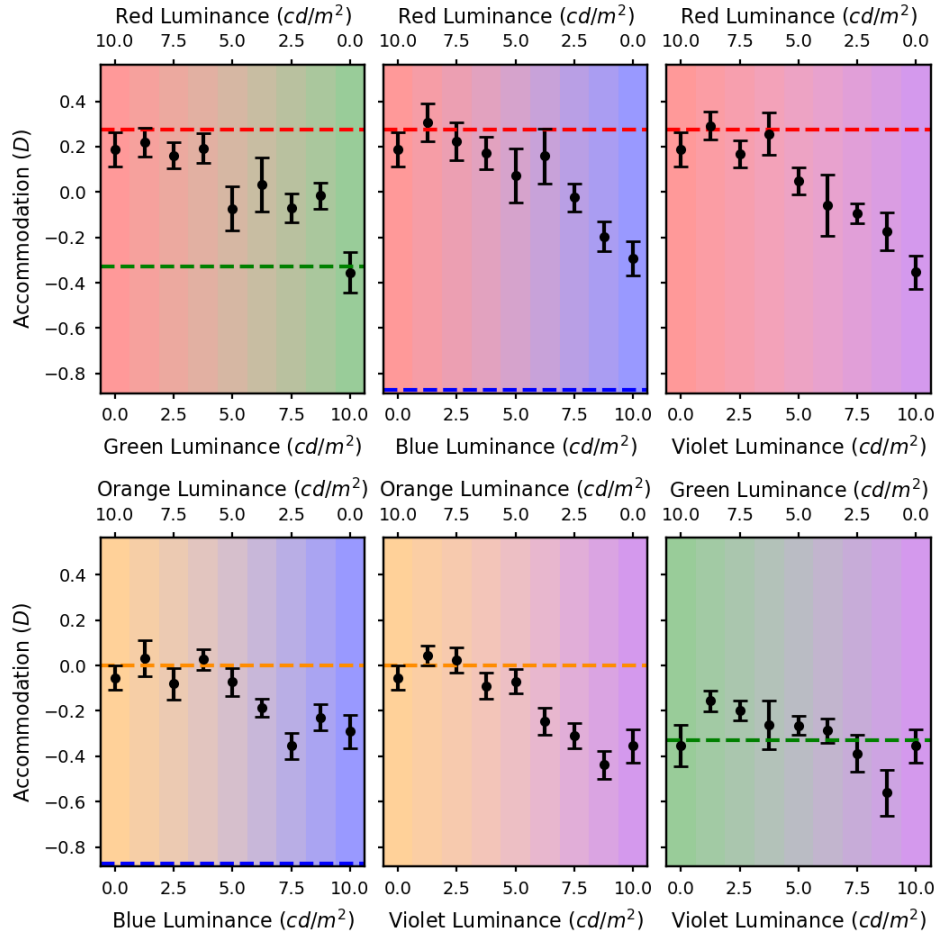 Red Luminance (cd/m²) Red Luminance (cd/m²) Red Luminance (cd/m²)
10.0 7.5 5.0 2.5 0.0 10.0 7.5 5.0 2.5 0.0 10.0 7.5 5.0 2.5 0.0
Accommodation (D)
0.4
0.2
0.0
−0.2
−0.4
−0.6
−0.8
0.0 2.5 5.0 7.5 10.0 0.0 2.5 5.0 7.5 10.0 0.0 2.5 5.0 7.5 10.0
Green Luminance (cd/m²) Blue Luminance (cd/m²) Violet Luminance (cd/m²)
Orange Luminance (cd/m²) Orange Luminance (cd/m²) Green Luminance (cd/m²)
10.0 7.5 5.0 2.5 0.0 10.0 7.5 5.0 2.5 0.0 10.0 7.5 5.0 2.5 0.0
Accommodation (D)
0.4
0.2
0.0
−0.2
−0.4
−0.6
−0.8
0.0 2.5 5.0 7.5 10.0 0.0 2.5 5.0 7.5 10.0 0.0 2.5 5.0 7.5 10.0
Blue Luminance (cd/m²) Violet Luminance (cd/m²) Violet Luminance (cd/m²)